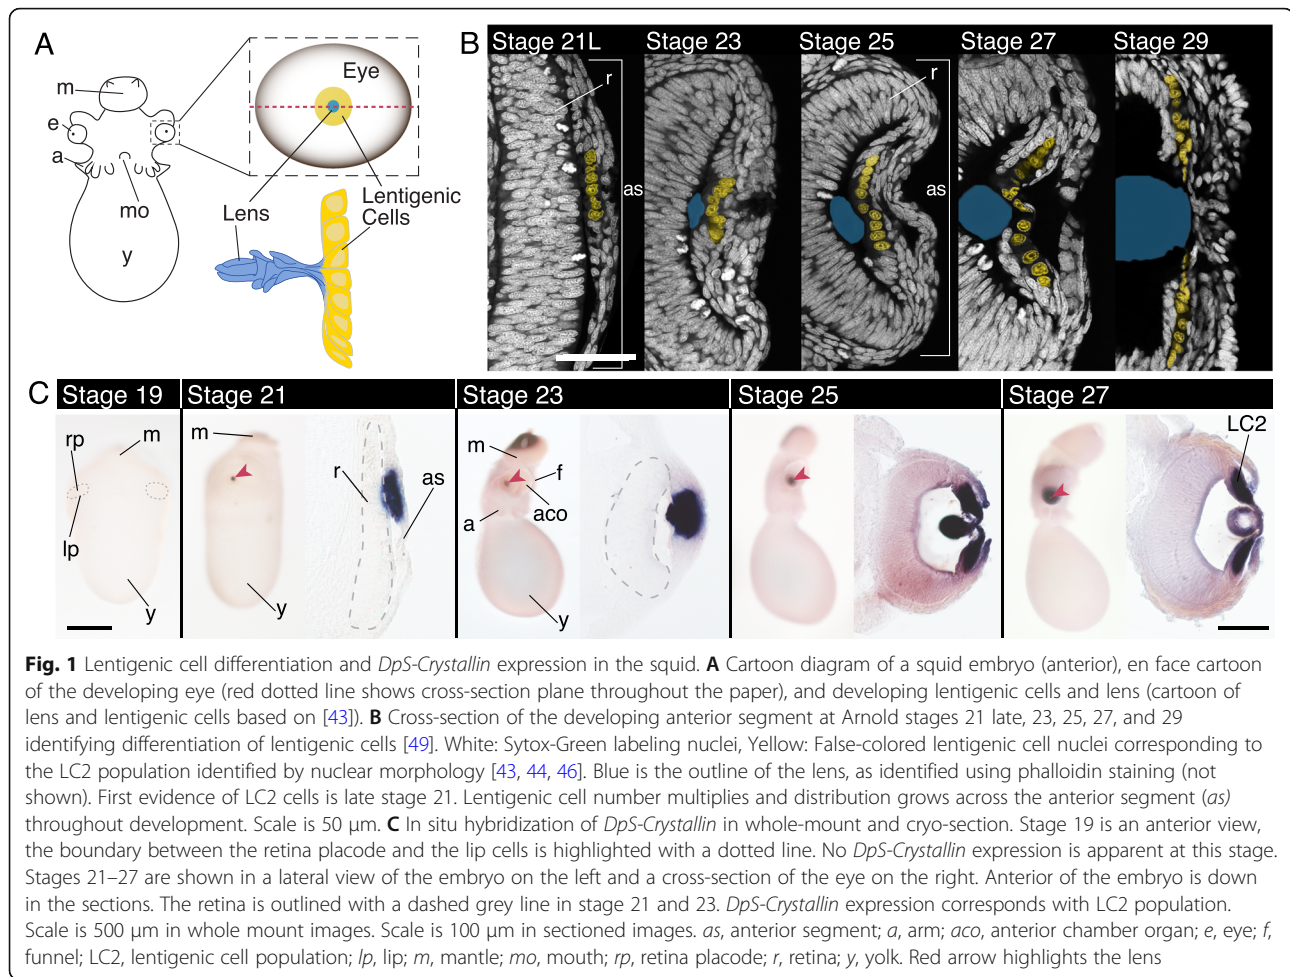 A
m
e
a
mo
y
Eye
Lens
Lentigenic
Cells
B
Stage 21L
Stage 23
Stage 25
Stage 27
Stage 29
r
as
r
as
C
Stage 19
Stage 21
Stage 23
Stage 25
Stage 27
rp
m
lp
y
m
y
r
as
m
f
aco
a
y
LC2
Fig. 1 Lentigenic cell differentiation and DpS-Crystallin expression in the squid. A Cartoon diagram of a squid embryo (anterior), en face cartoon
of the developing eye (red dotted line shows cross-section plane throughout the paper), and developing lentigenic cells and lens (cartoon of
lens and lentigenic cells based on [43]). B Cross-section of the developing anterior segment at Arnold stages 21 late, 23, 25, 27, and 29
identifying differentiation of lentigenic cells [49]. White: Sytox-Green labeling nuclei, Yellow: False-colored lentigenic cell nuclei corresponding to
the LC2 population identified by nuclear morphology [43, 44, 46]. Blue is the outline of the lens, as identified using phalloidin staining (not
shown). First evidence of LC2 cells is late stage 21. Lentigenic cell number multiplies and distribution grows across the anterior segment (as)
throughout development. Scale is 50 μm. C In situ hybridization of DpS-Crystallin in whole-mount and cryo-section. Stage 19 is an anterior view,
the boundary between the retina placode and the lip cells is highlighted with a dotted line. No DpS-Crystallin expression is apparent at this stage.
Stages 21–27 are shown in a lateral view of the embryo on the left and a cross-section of the eye on the right. Anterior of the embryo is down
in the sections. The retina is outlined with a dashed grey line in stage 21 and 23. DpS-Crystallin expression corresponds with LC2 population.
Scale is 500 μm in whole mount images. Scale is 100 μm in sectioned images. as, anterior segment; a, arm; aco, anterior chamber organ; e, eye; f,
funnel; LC2, lentigenic cell population; lp, lip; m, mantle; mo, mouth; rp, retina placode; r, retina; y, yolk. Red arrow highlights the lens